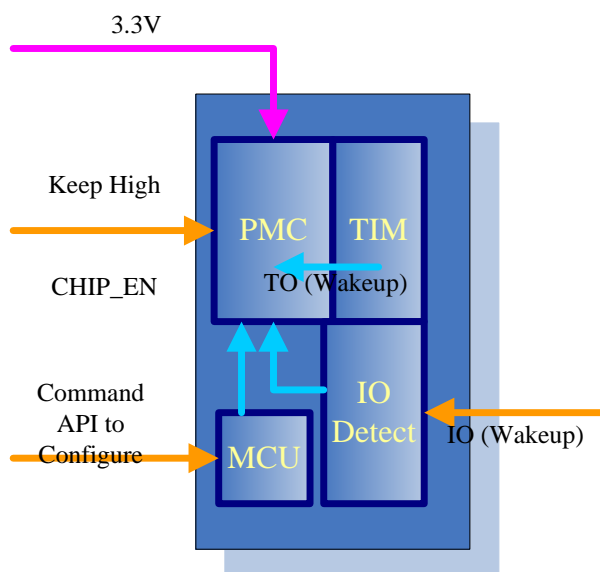 3.3V
Keep High
PMC
TIM
CHIP_EN
TO (Wakeup)
Command
API to
Configure
IO
Detect
MCU
IO (Wakeup)